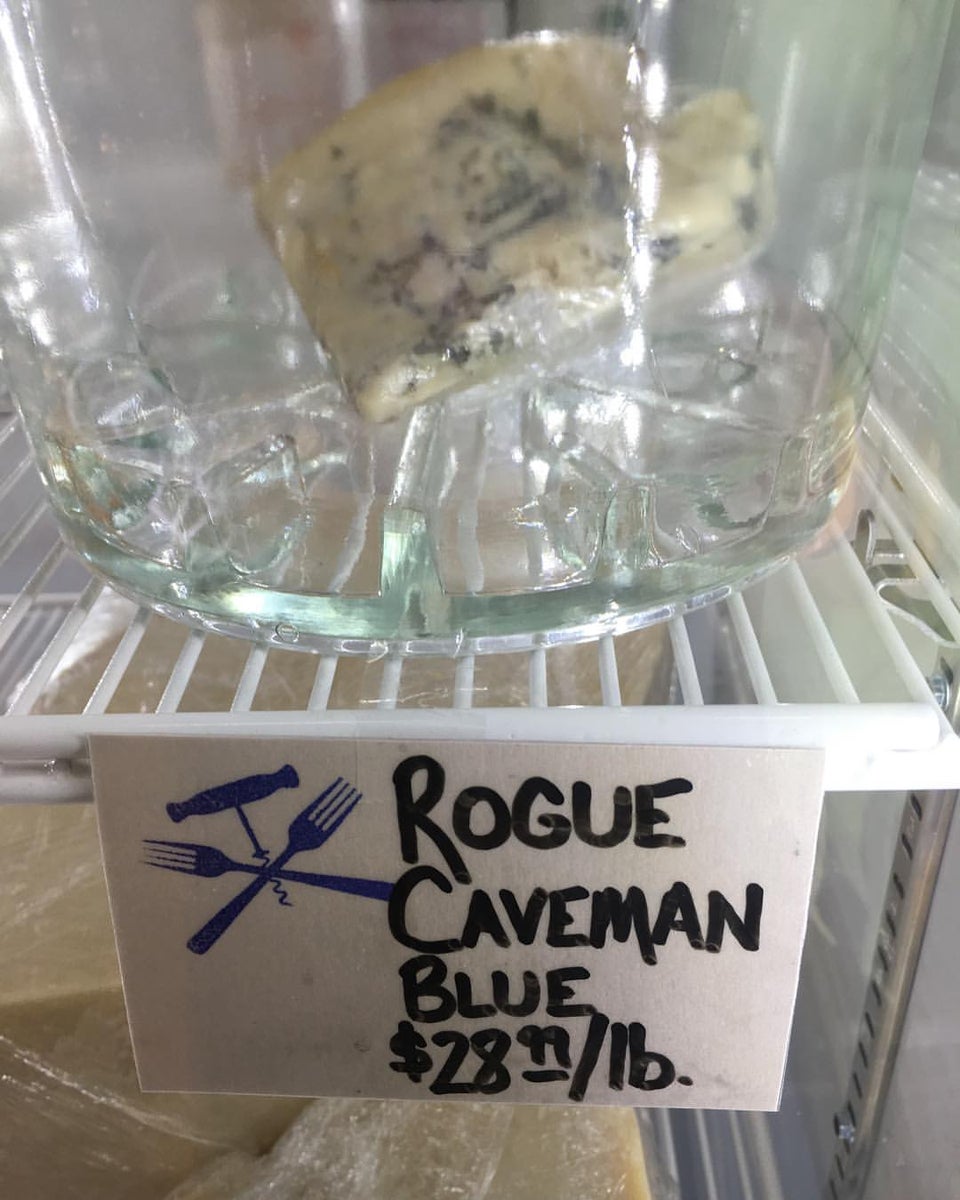 ROGUE
CAVEMAN
BLUE
$28.99/lb.